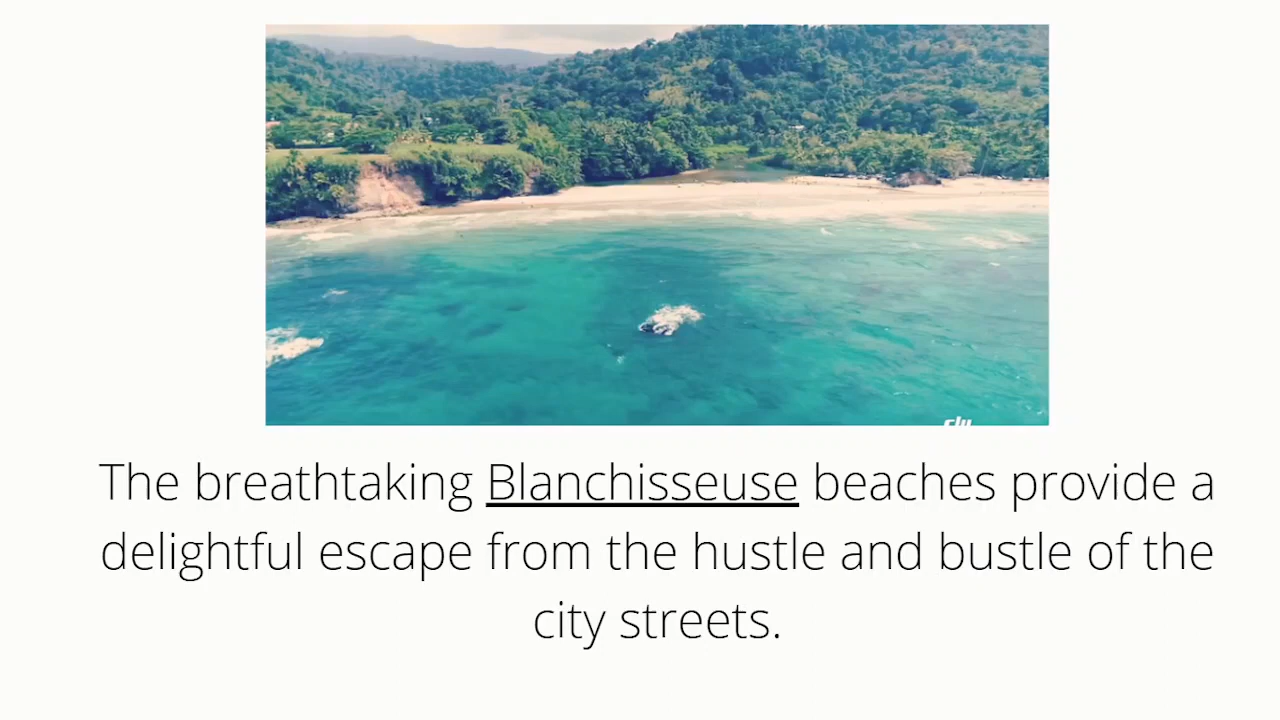 The breathtaking Blanchisseuse beaches provide a
delightful escape from the hustle and bustle of the
city streets.